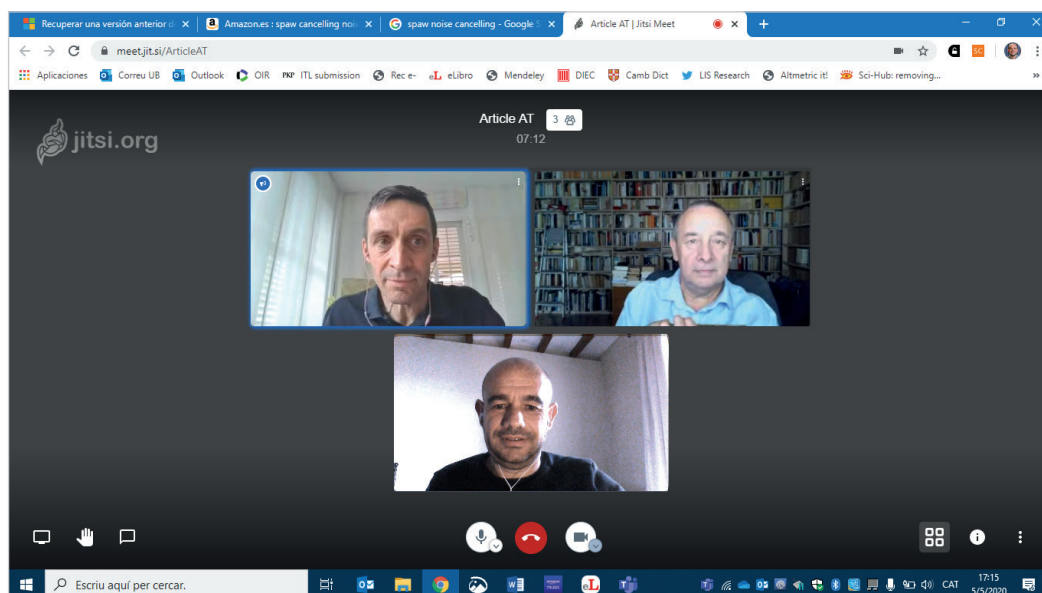 Recuperar una versión anterior d
Amazon.es : spaw cancelling noi
spaw noise cancelling - Google S
Article AT | Jitsi Meet
meet.jit.si/ArticleAT
Aplicaciones Correu UB Outlook OIR PKP ITL submission Rec e- eL eLibro Mendeley DIEC Camb Dict LIS Research Altmetric it! Sci-Hub: removing... »
jitsi.org
Article AT 3
07:12
Escriu aquí per cercar.
CAT
17:15
5/5/2020